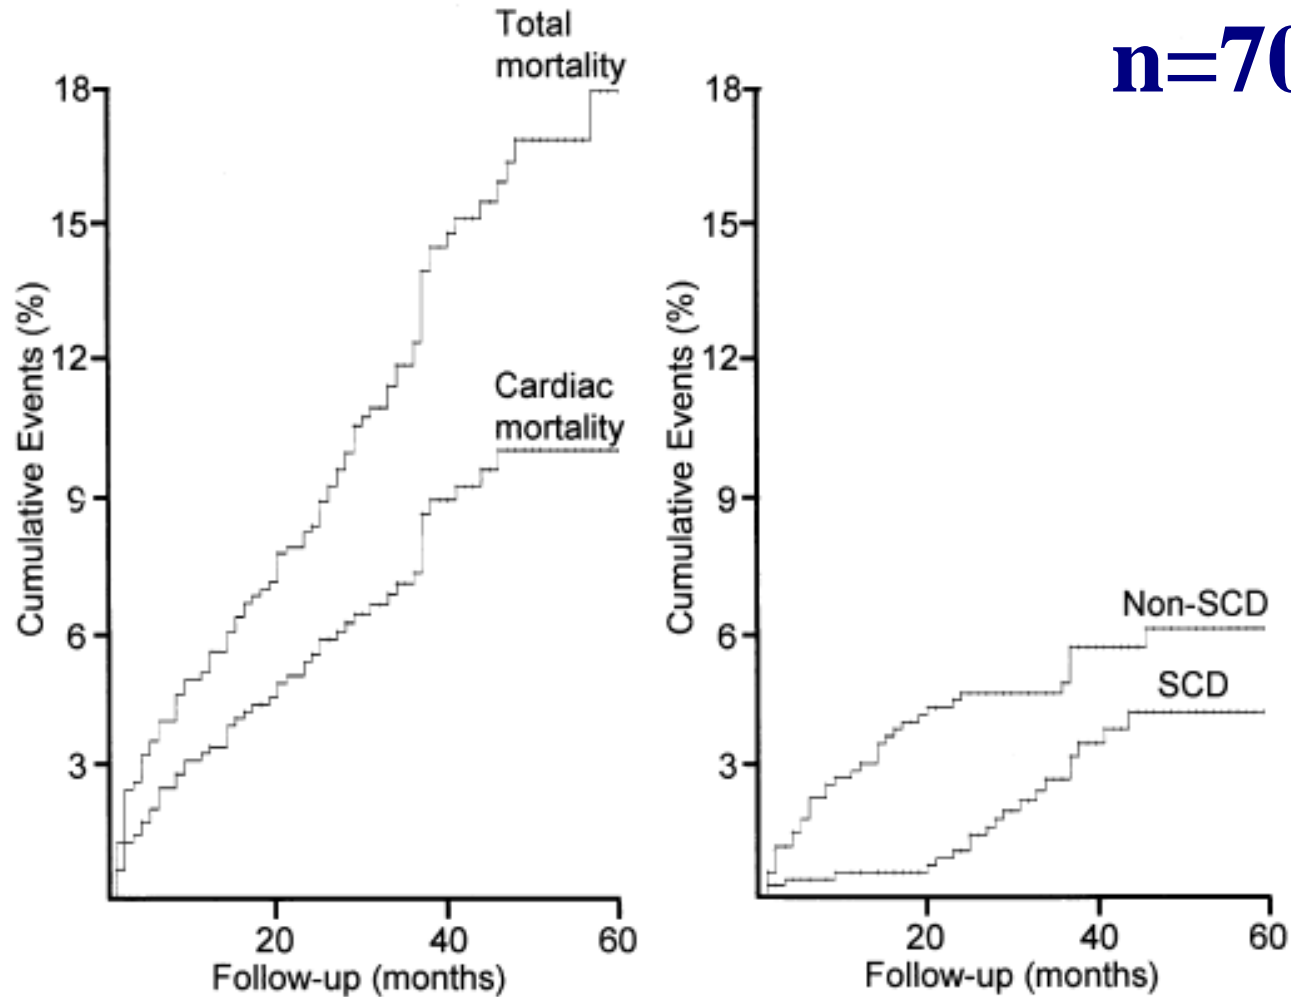 Total
mortality
n=70
18
15
12
9
6
3
Cumulative Events (%)
Cardiac
mortality
20
40
60
Follow-up (months)
18
15
12
9
6
3
Cumulative Events (%)
Non-SCD
SCD
20
40
60
Follow-up (months)